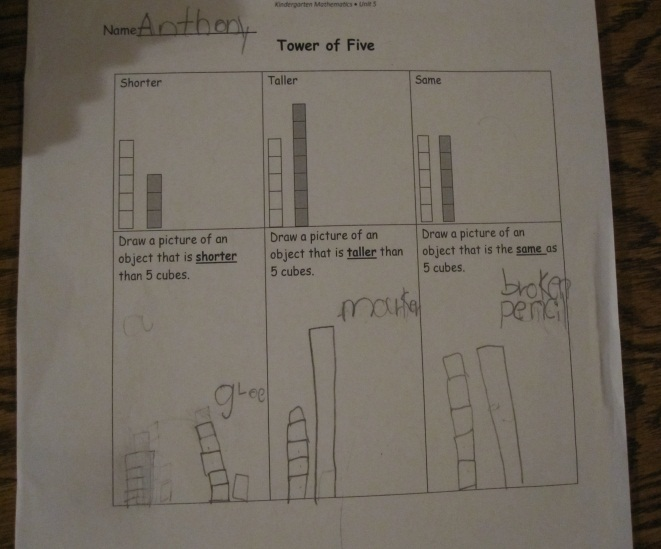 Kindergarten Mathematics • Unit 5
Name Anthony
Tower of Five
Shorter
Taller
Same
Draw a picture of an
object that is shorter
than 5 cubes.
Draw a picture of an
object that is taller than
5 cubes.
Draw a picture of an
object that is the same as
5 cubes.
a
glee
marker
broken
pencil